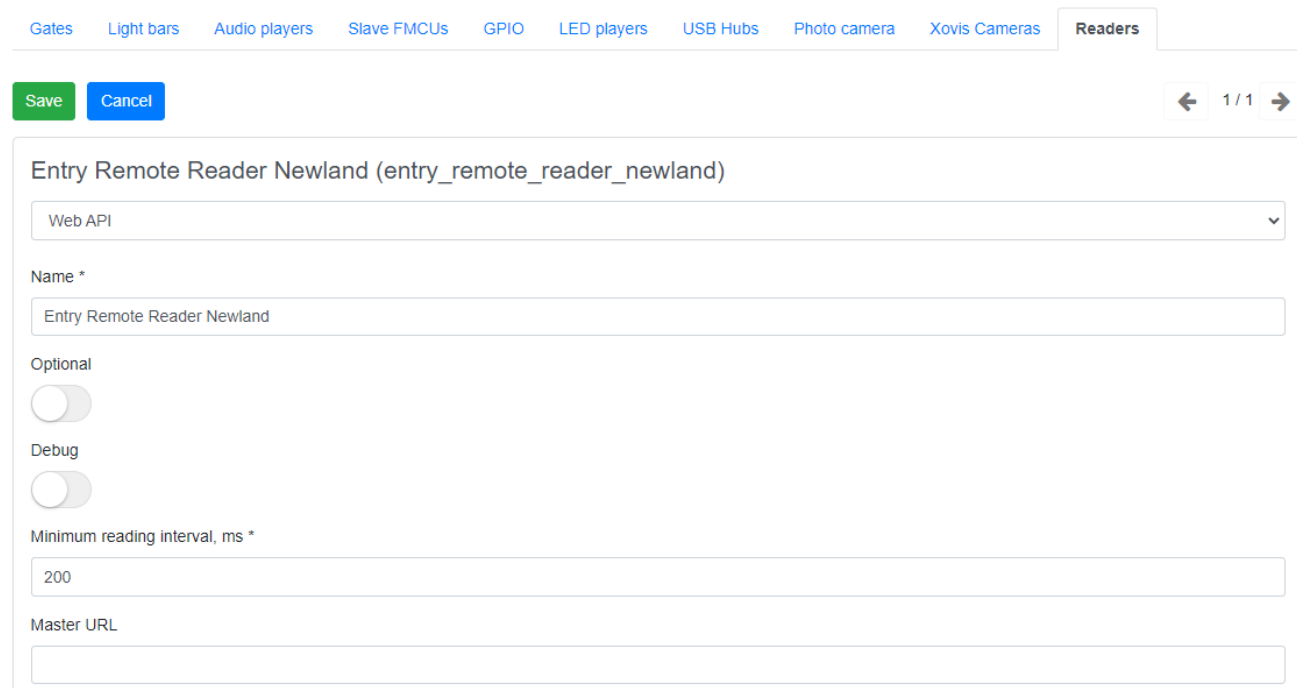 Gates Light bars Audio players Slave FMCUs GPIO LED players USB Hubs Photo camera Xovis Cameras Readers
Save Cancel 1 / 1
Entry Remote Reader Newland (entry_remote_reader_newland)
Web API
Name *
Entry Remote Reader Newland
Optional
Debug
Minimum reading interval, ms *
200
Master URL